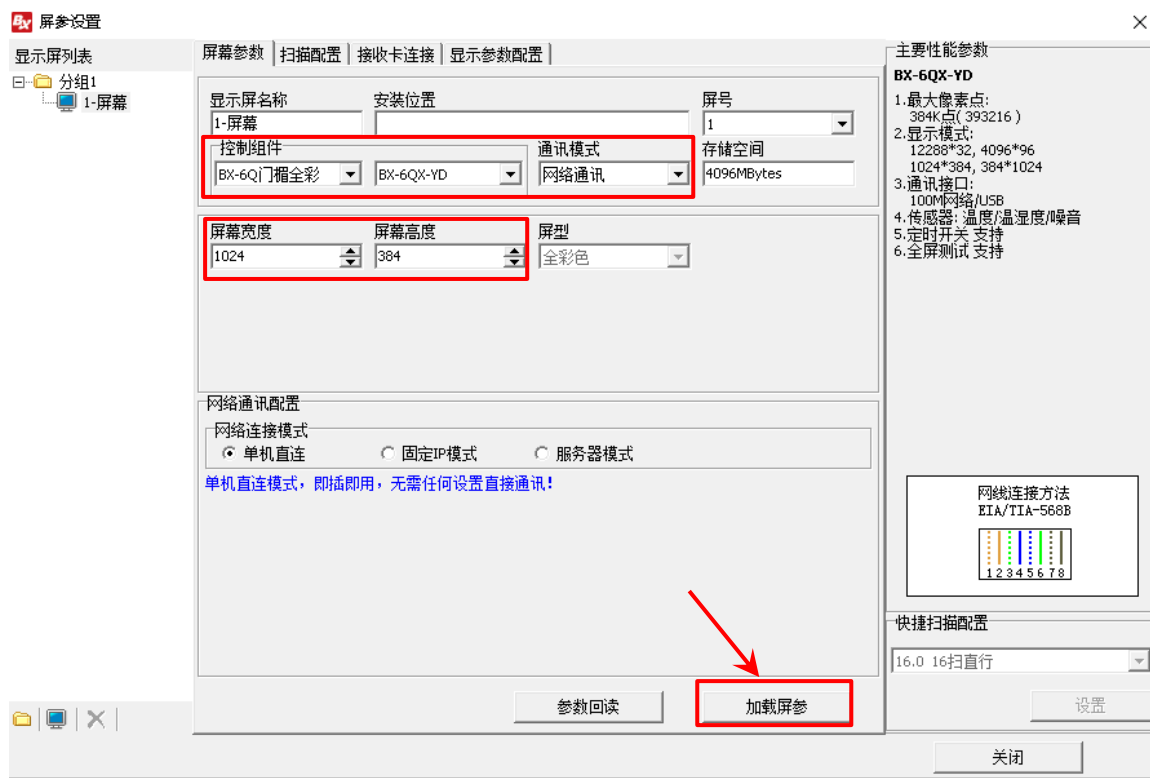 BX 屏参设置
显示屏列表
分组1
1-屏幕
屏幕参数 扫描配置 接收卡连接 显示参数配置
显示屏名称 安装位置 屏号
1-屏幕 1
控制组件 通讯模式 存储空间
BX-6Q门楣全彩 BX-6QX-YD 网络通讯 4096MBytes
屏幕宽度 屏幕高度 屏型
1024 384 全彩色
网络通讯配置
网络连接模式
单机直连 固定IP模式 服务器模式
单机直连模式，即插即用，无需任何设置直接通讯!
参数回读 加载屏参
主要性能参数
BX-6QX-YD
1.最大像素点:
384K点( 393216 )
2.显示模式:
12288*32, 4096*96
1024*384, 384*1024
3.通讯接口:
100M网络/USB
4.传感器: 温度/温湿度/噪音
5.定时开关 支持
6.全屏测试 支持
网线连接方法
EIA/TIA-568B
1 2 3 4 5 6 7 8
快捷扫描配置
16.0 16扫直行
设置
关闭